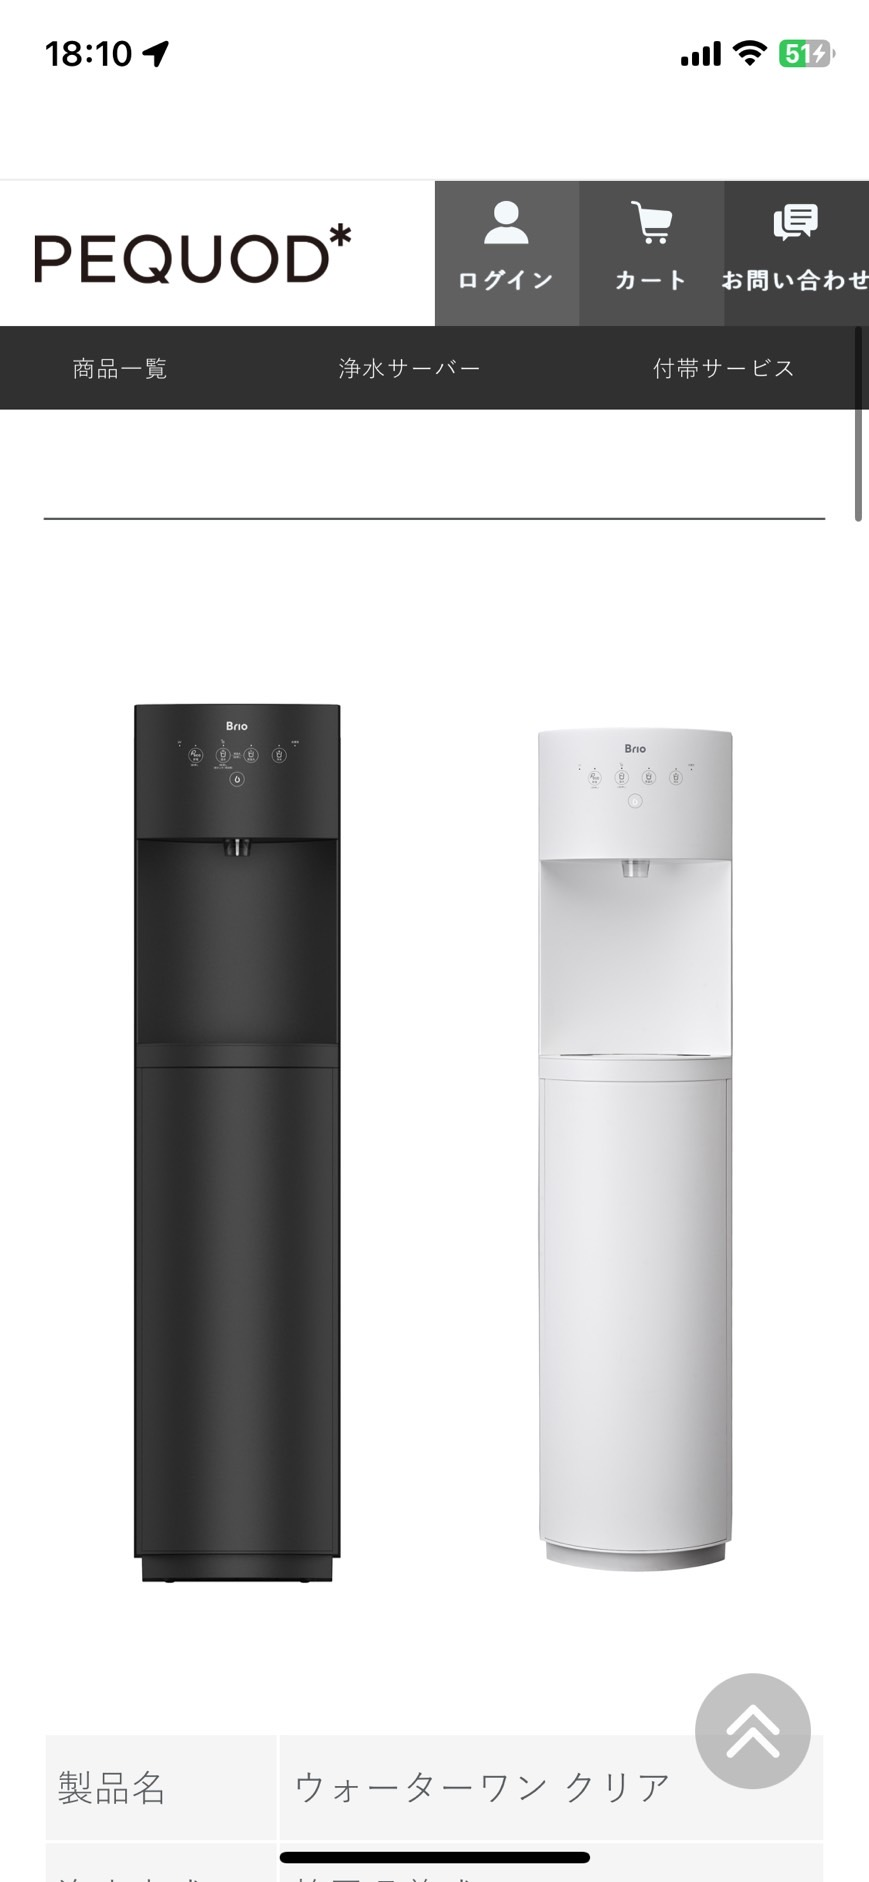 18:10
51
PEQUOD*
ログイン
カート
お問い合わせ
商品一覧
浄水サーバー
付帯サービス
Brio
Brio
製品名
ウォーターワン クリア